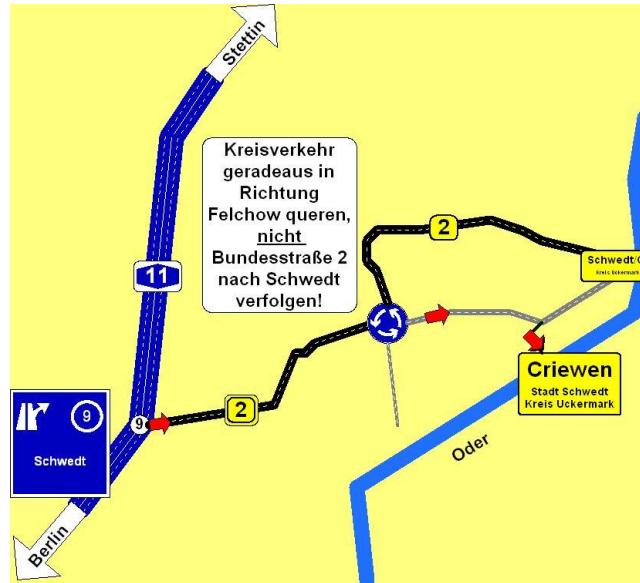 Stettin
Kreisverkehr
geradeaus in
Richtung
Felchow queren,
nicht
Bundesstraße 2
nach Schwedt
verfolgen!
2
Schwedt/O
Kreis Uckermark
11
Criewen
Stadt Schwedt
Kreis Uckermark
9
Schwedt
9
2
Oder
Berlin